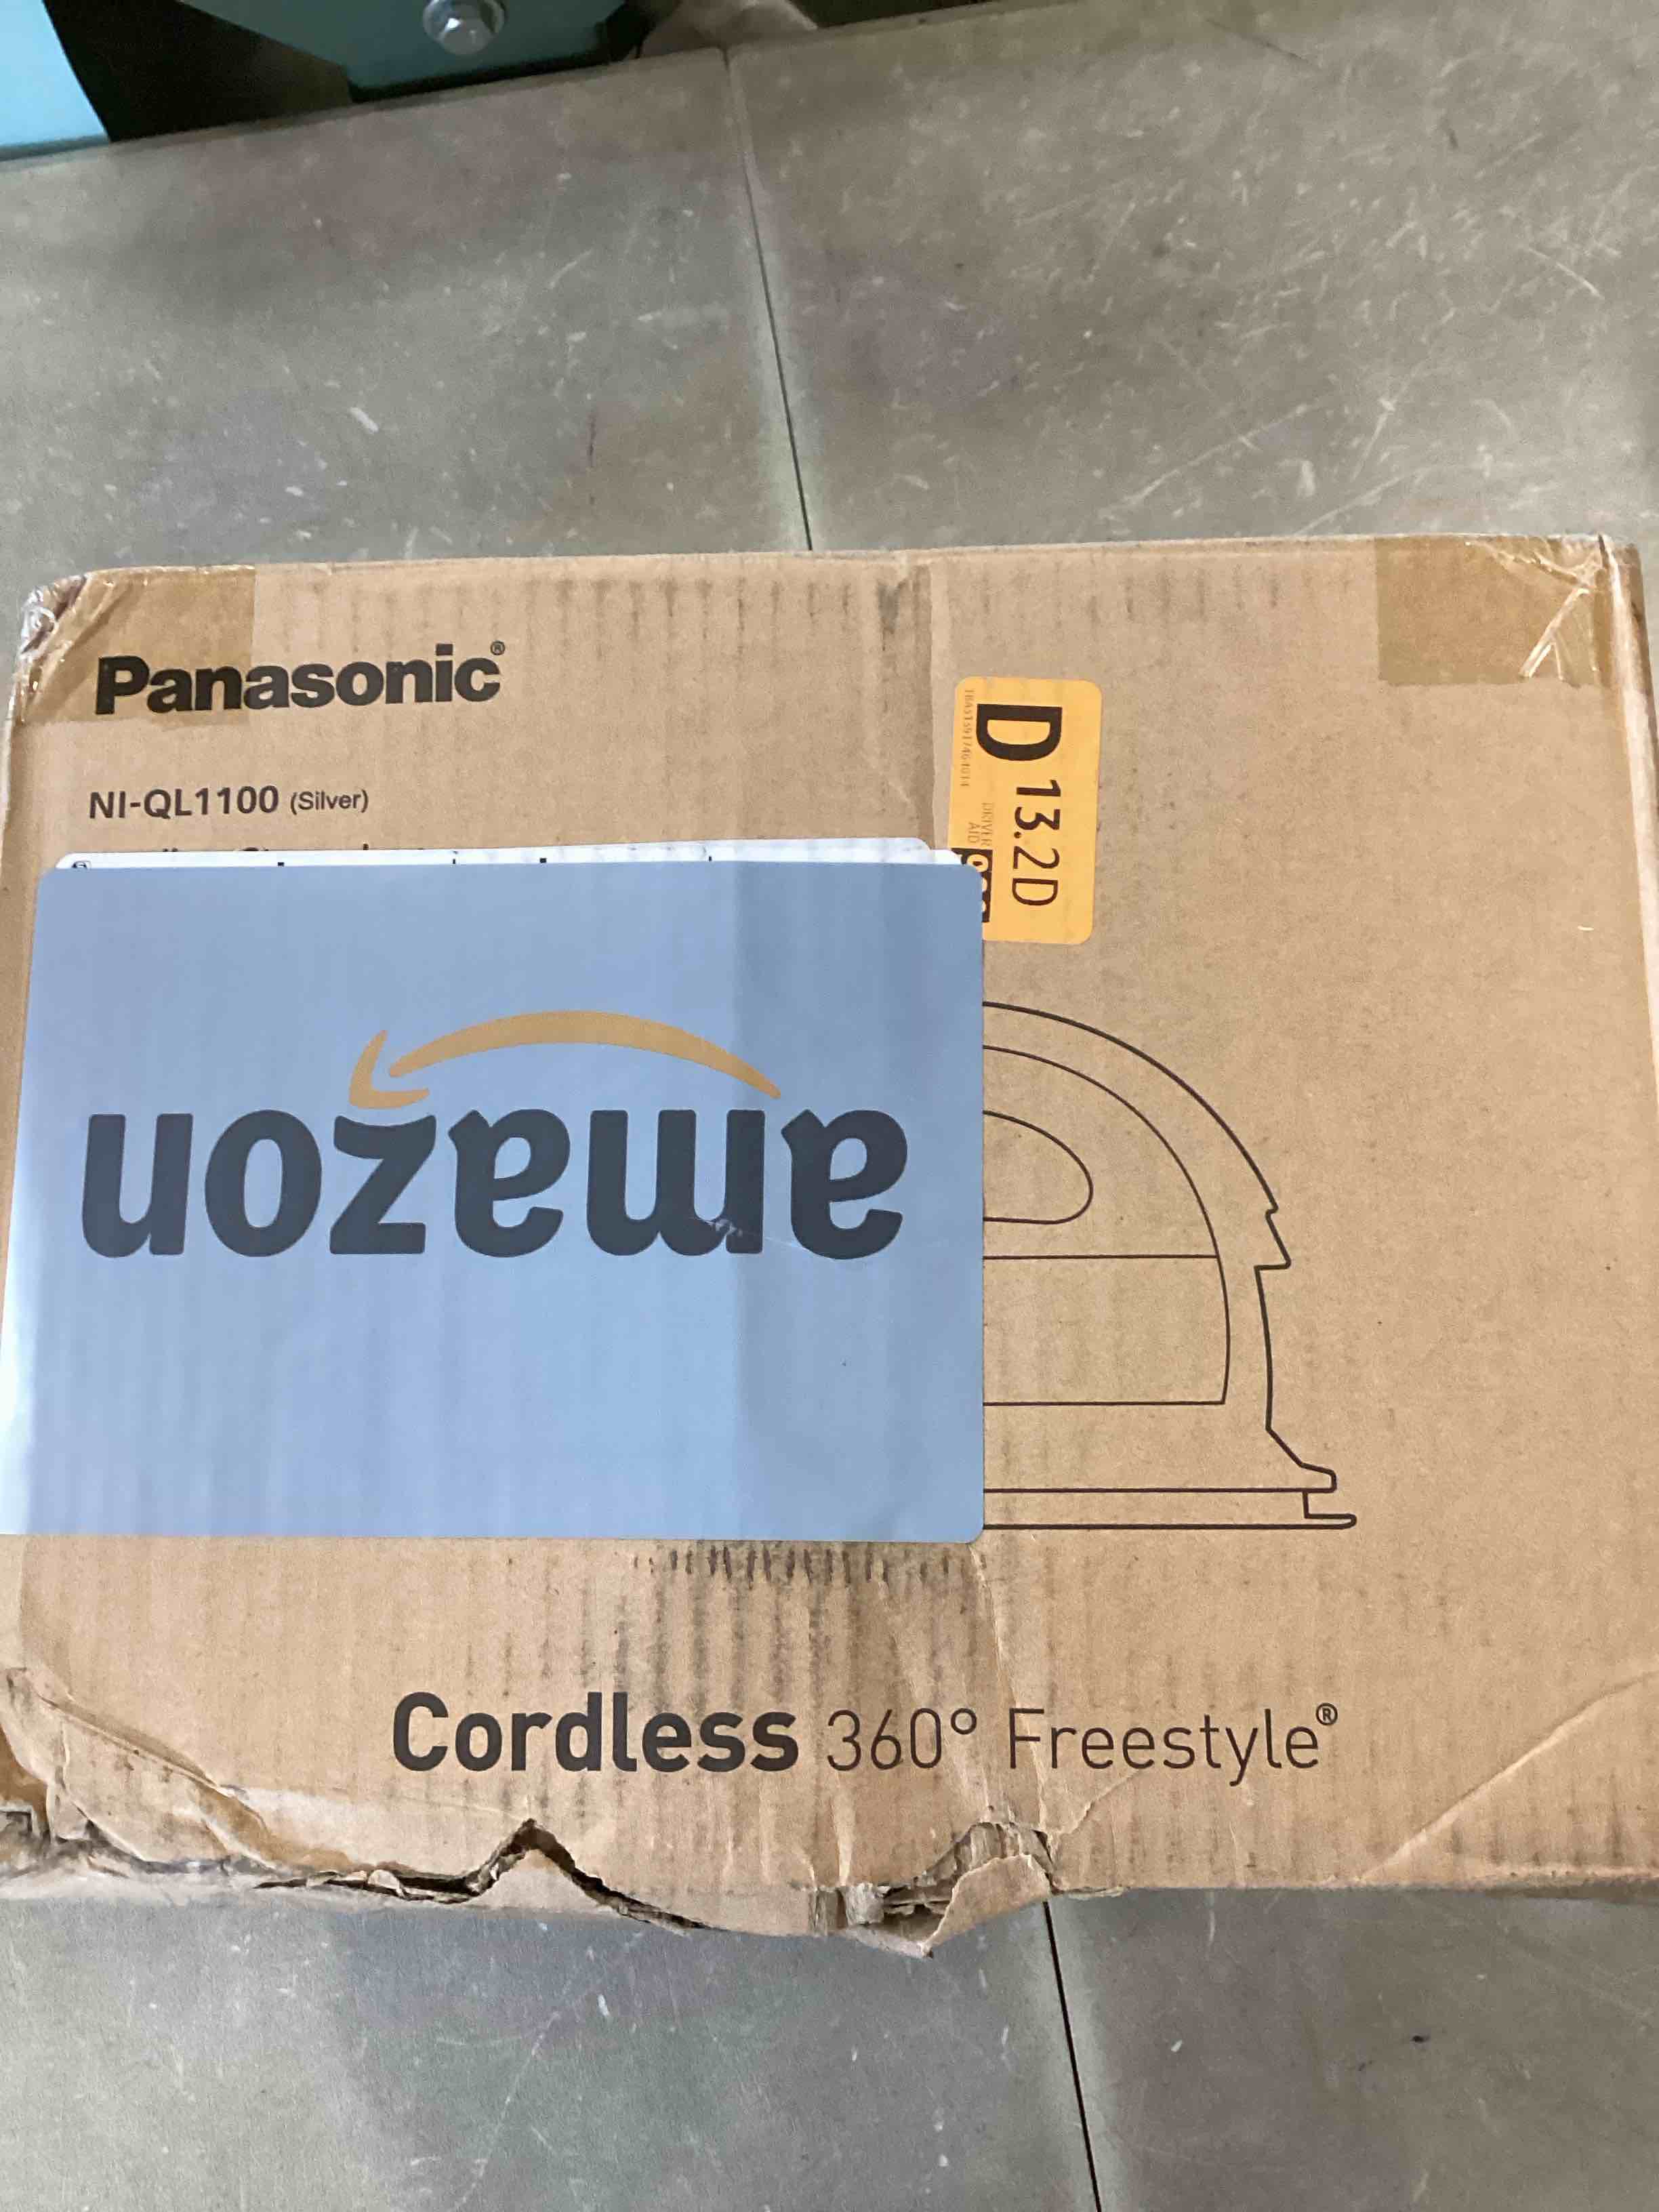 Panasonic®
NI-QL1100 (Silver)
D 13.2D
DRIVER
AID
amazon
Cordless 360° Freestyle®